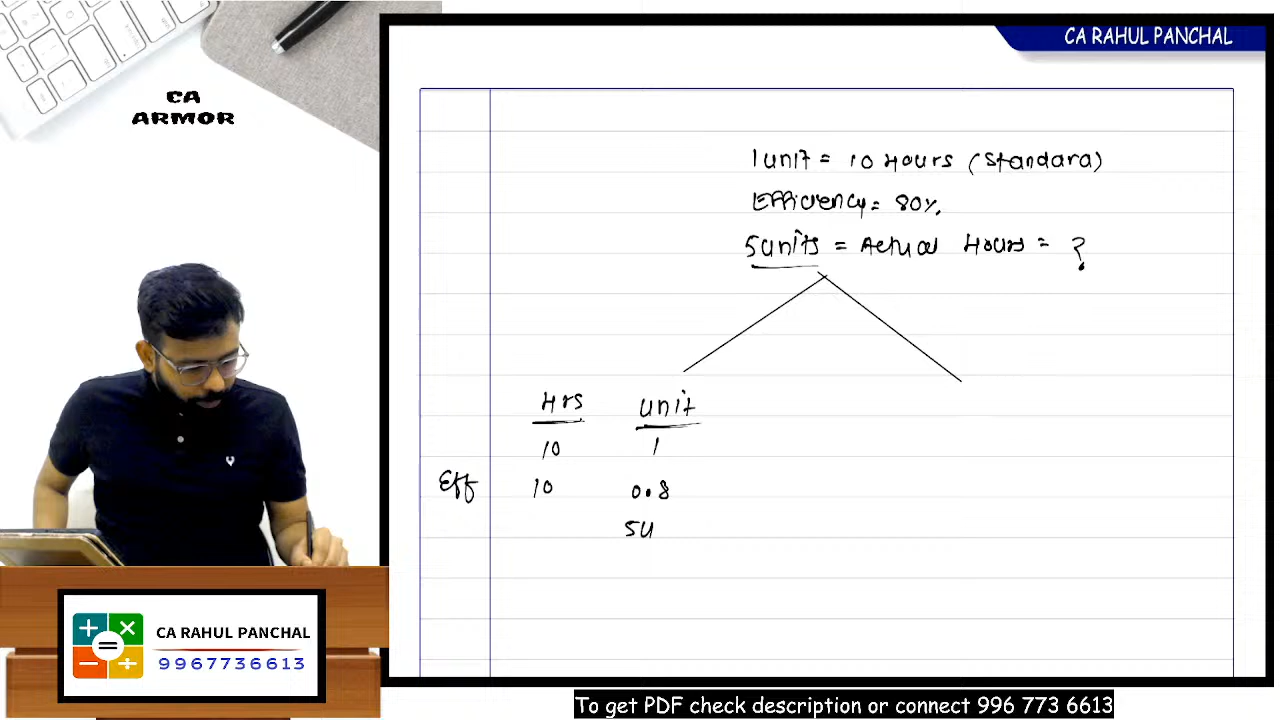 CA RAHUL PANCHAL
CA
ARMOR
1 unit = 10 Hours (Standara)
Efficiency = 80%
5 units = Actual Hours = ?
Hrs unit
10 1
Eff 10 0.8
5U
CA RAHUL PANCHAL
9967736613
To get PDF check description or connect 996 773 6613